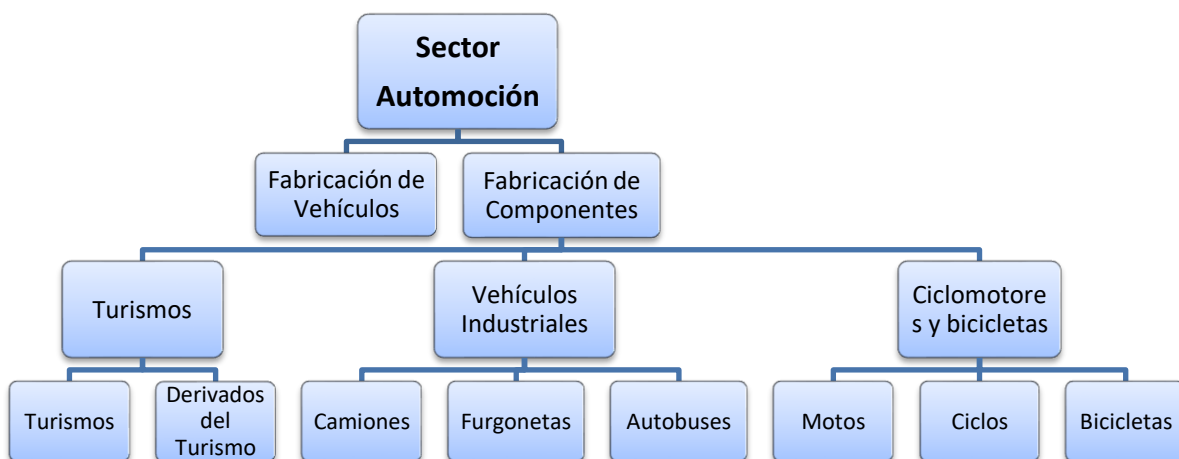 Sector
Automoción
Fabricación de
Vehículos
Fabricación de
Componentes
Turismos
Vehículos
Industriales
Ciclomotore
s y bicicletas
Turismos
Derivados
del
Turismo
Camiones
Furgonetas
Autobuses
Motos
Ciclos
Bicicletas